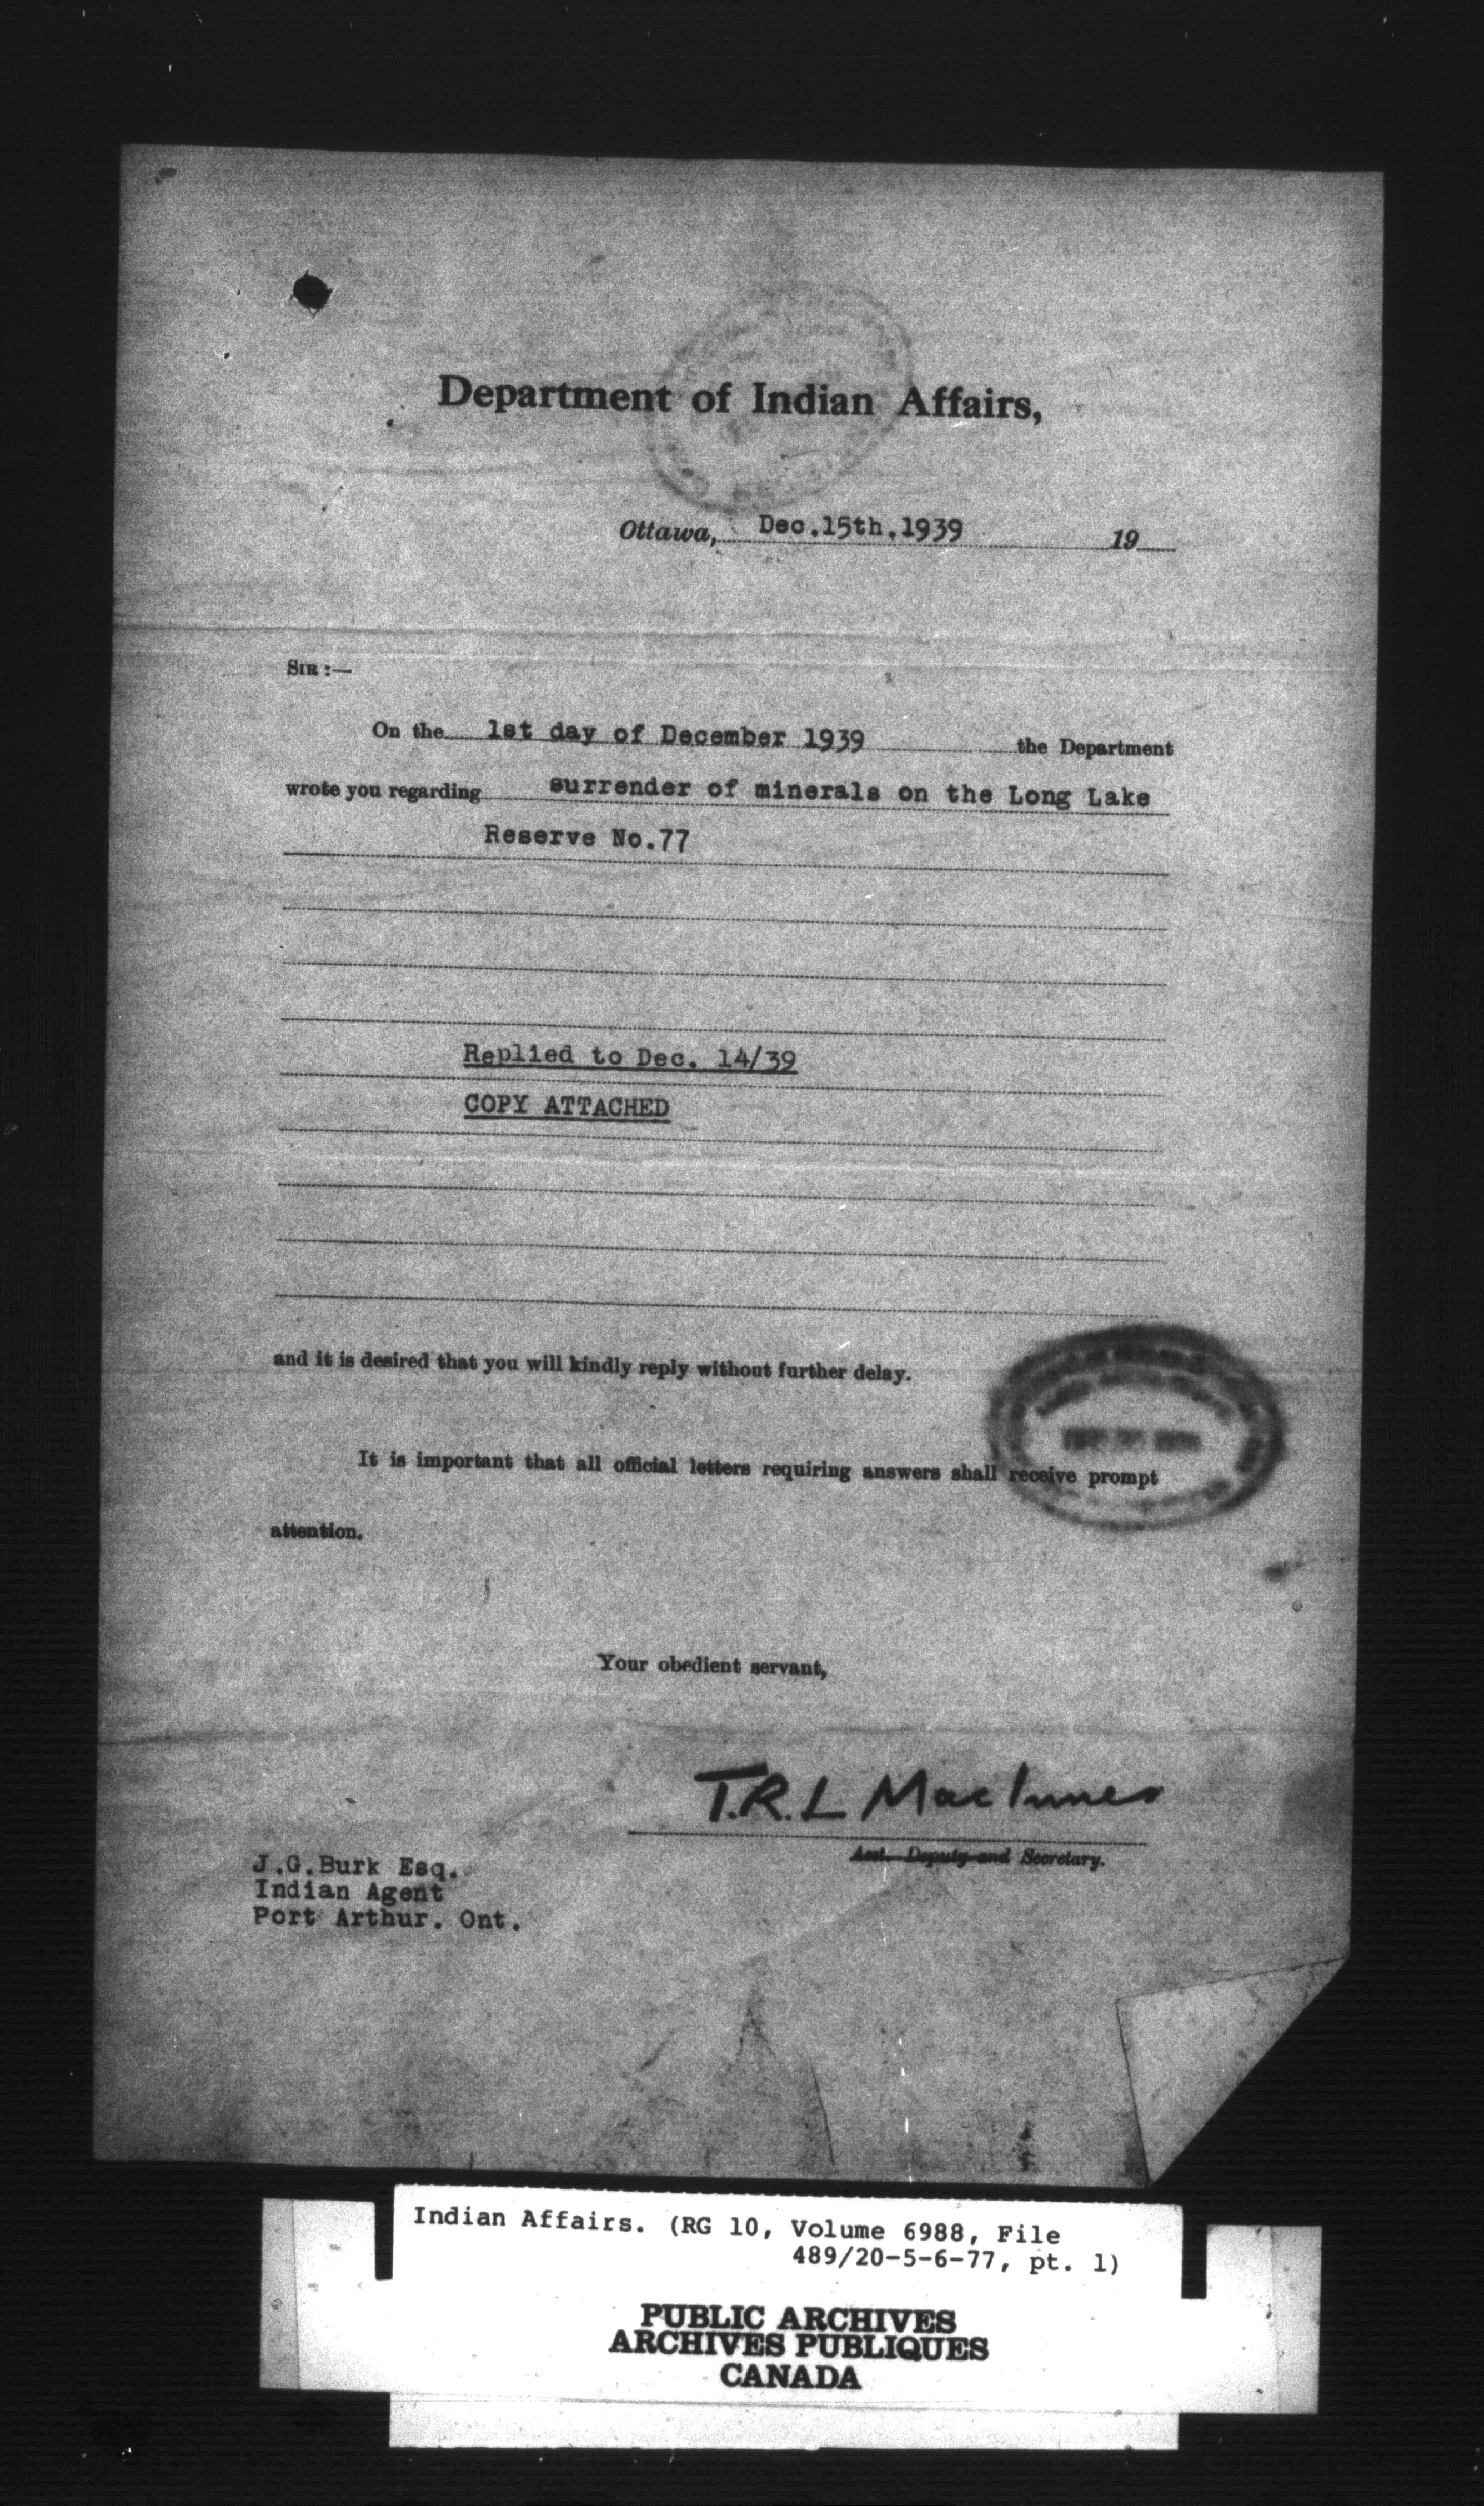 Department of Indian Affairs,
Ottawa, Dec.15th.1939 19
SIR :—
On the 1st day of December 1939 the Department
wrote you regarding surrender of minerals on the Long Lake
Reserve No.77
Replied to Dec. 14/39
COPY ATTACHED
and it is desired that you will kindly reply without further delay.
It is important that all official letters requiring answers shall receive prompt
attention.
Your obedient servant,
T.R.L MacInnes
Asst. Deputy and Secretary.
J.G.Burk Esq.
Indian Agent
Port Arthur. Ont.
Indian Affairs. (RG 10, Volume 6988, File
489/20-5-6-77, pt. 1)
PUBLIC ARCHIVES
ARCHIVES PUBLIQUES
CANADA